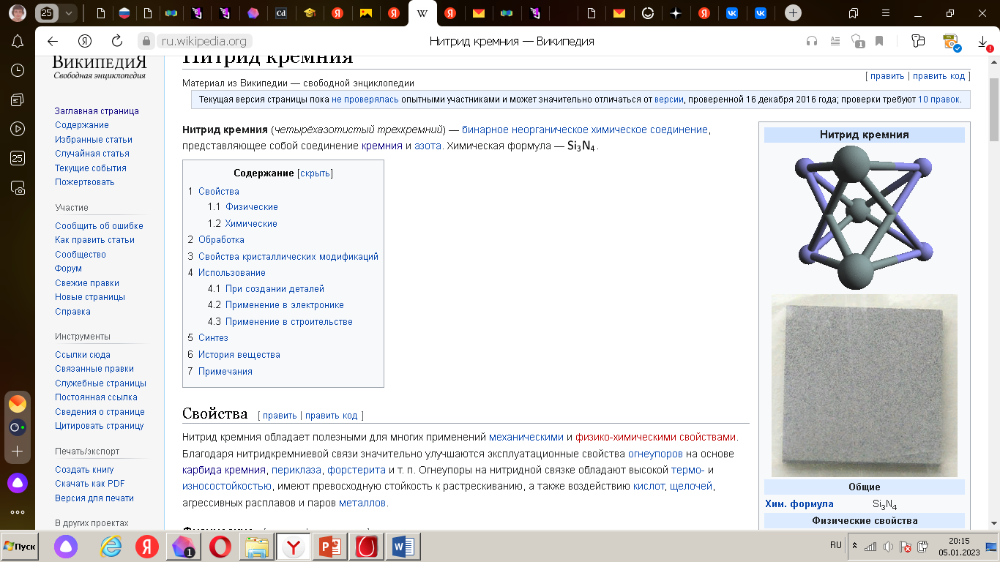 25
Cd
W
ru.wikipedia.org
Нитрид кремния — Википедия
1
25
ВИКИПЕДИЯ
Свободная энциклопедия
Заглавная страница
Содержание
Избранные статьи
Случайная статья
Текущие события
Пожертвовать
Участие
Сообщить об ошибке
Как править статьи
Сообщество
Форум
Свежие правки
Новые страницы
Справка
Инструменты
Ссылки сюда
Связанные правки
Служебные страницы
Постоянная ссылка
Сведения о странице
Цитировать страницу
Печать/экспорт
Создать книгу
Скачать как PDF
Версия для печати
В других проектах
Нитрид кремния
[ править | править код ]
Материал из Википедии — свободной энциклопедии
Текущая версия страницы пока не проверялась опытными участниками и может значительно отличаться от версии, проверенной 16 декабря 2016 года; проверки требуют 10 правок.
Нитрид кремния (четырёхазотистый трехкремний) — бинарное неорганическое химическое соединение,
представляющее собой соединение кремния и азота. Химическая формула — Si₃N₄.
Содержание [скрыть]
1 Свойства
1.1 Физические
1.2 Химические
2 Обработка
3 Свойства кристаллических модификаций
4 Использование
4.1 При создании деталей
4.2 Применение в электронике
4.3 Применение в строительстве
5 Синтез
6 История вещества
7 Примечания
Свойства [ править | править код ]
Нитрид кремния обладает полезными для многих применений механическими и физико-химическими свойствами.
Благодаря нитридкремниевой связи значительно улучшаются эксплуатационные свойства огнеупоров на основе
карбида кремния, периклаза, форстерита и т. п. Огнеупоры на нитридной связке обладают высокой термо- и
износостойкостью, имеют превосходную стойкость к растрескиванию, а также воздействию кислот, щелочей,
агрессивных расплавов и паров металлов.
Нитрид кремния
Общие
Хим. формула Si₃N₄
Физические свойства
Пуск
1
RU
20:15
05.01.2023